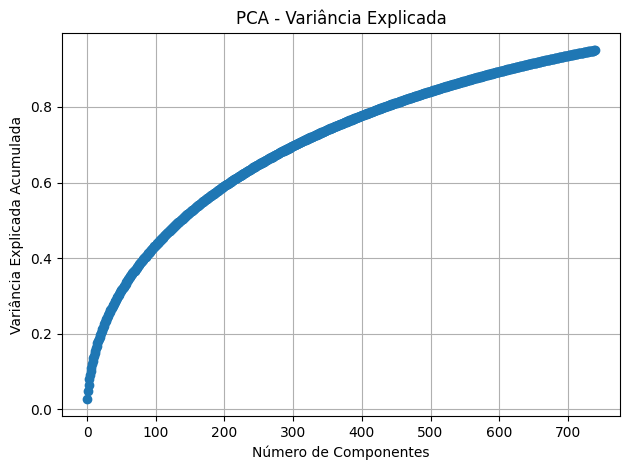 PCA - Variância Explicada
Variância Explicada Acumulada
0.8
0.6
0.4
0.2
0.0
0 100 200 300 400 500 600 700
Número de Componentes